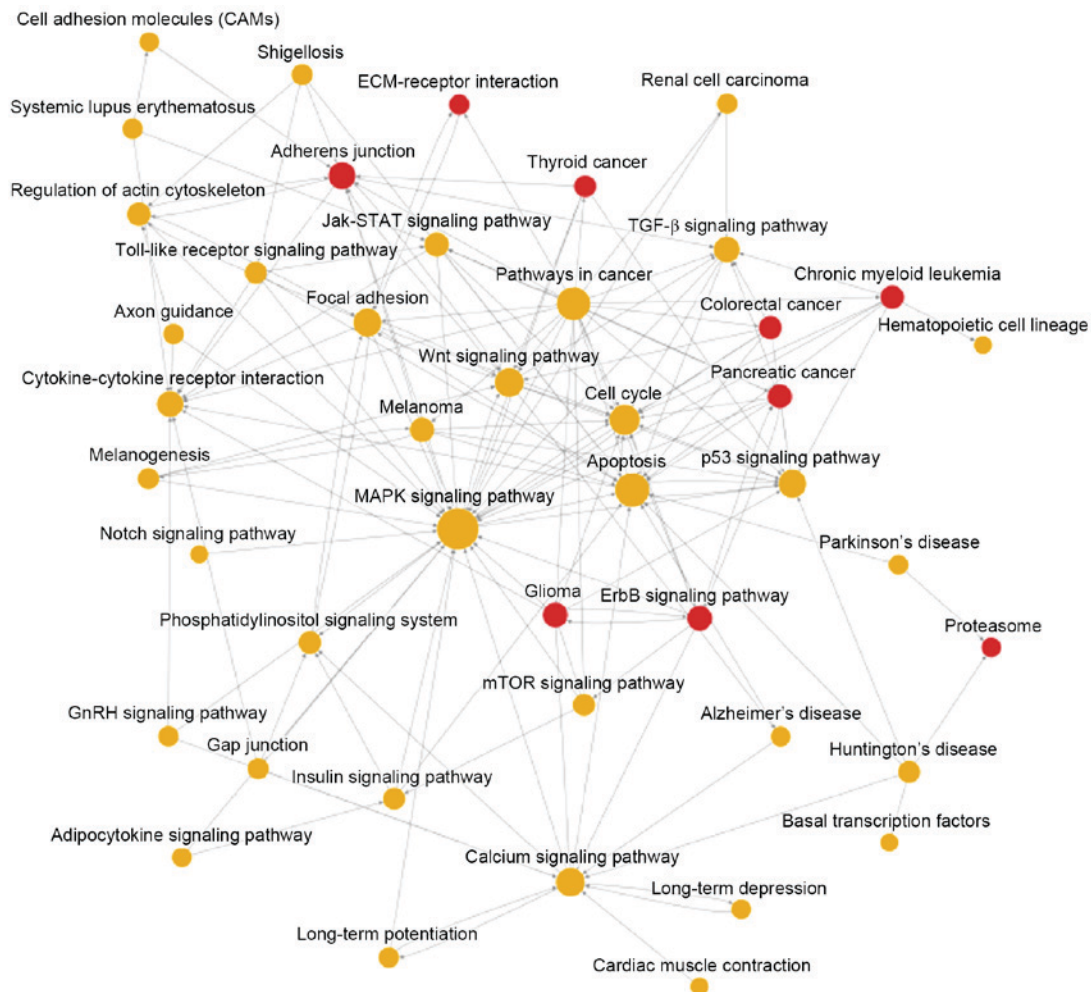 Cell adhesion molecules (CAMs)
Shigellosis
ECM-receptor interaction
Renal cell carcinoma
Systemic lupus erythematosus
Adherens junction
Thyroid cancer
Regulation of actin cytoskeleton
Jak-STAT signaling pathway
TGF-β signaling pathway
Toll-like receptor signaling pathway
Pathways in cancer
Chronic myeloid leukemia
Axon guidance
Focal adhesion
Colorectal cancer
Hematopoietic cell lineage
Wnt signaling pathway
Cytokine-cytokine receptor interaction
Pancreatic cancer
Cell cycle
Melanoma
Melanogenesis
Apoptosis
p53 signaling pathway
MAPK signaling pathway
Notch signaling pathway
Parkinson's disease
Glioma
ErbB signaling pathway
Phosphatidylinositol signaling system
Proteasome
mTOR signaling pathway
GnRH signaling pathway
Alzheimer's disease
Gap junction
Huntington's disease
Insulin signaling pathway
Basal transcription factors
Adipocytokine signaling pathway
Calcium signaling pathway
Long-term depression
Long-term potentiation
Cardiac muscle contraction